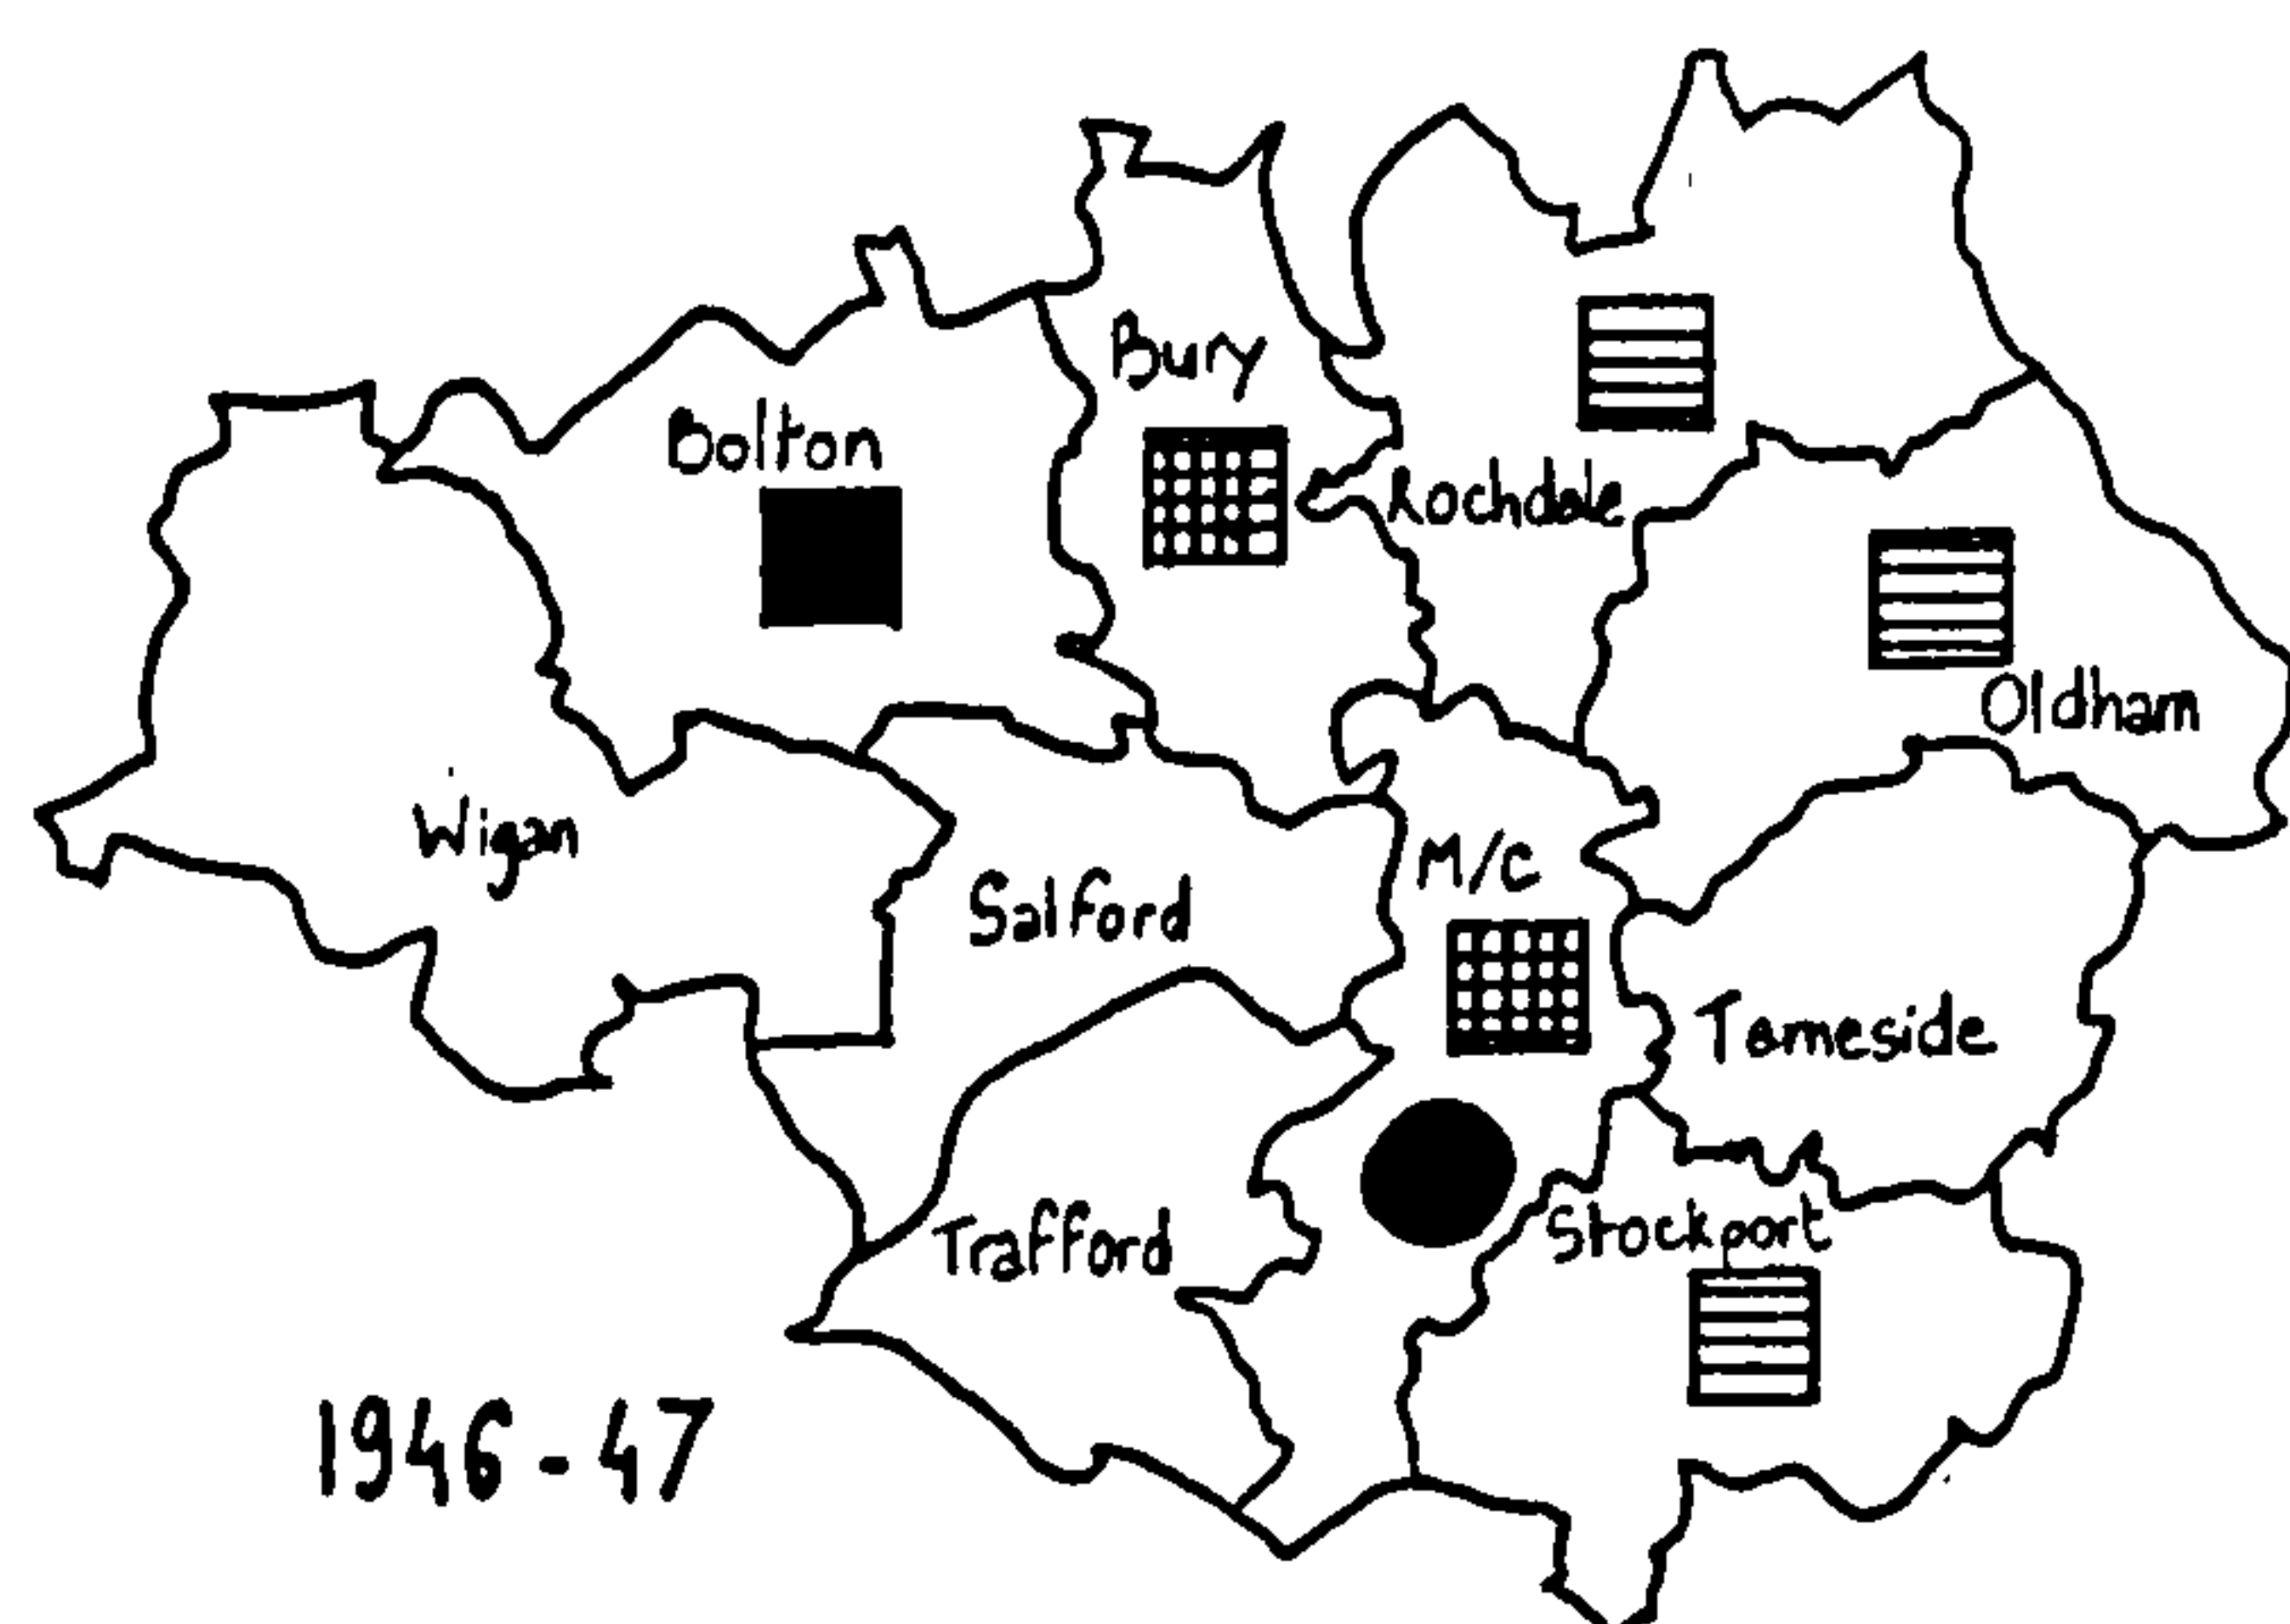 Bury
Bolton
Rochdale
Oldham
Wigan
M/C
Salford
Tameside
Trafford
Stockport
1946-47